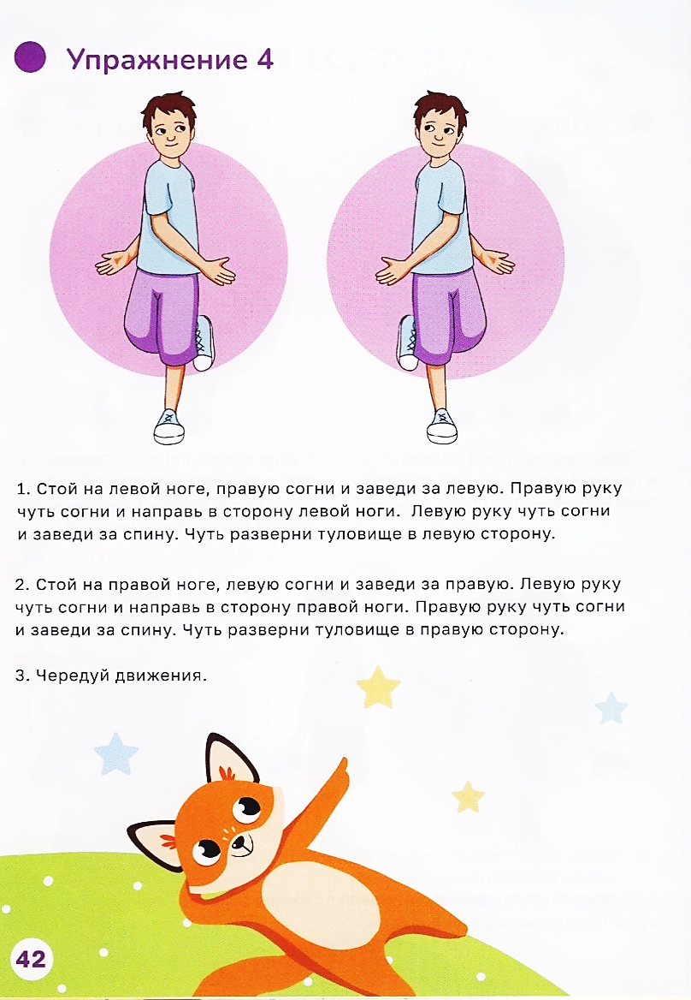 Упражнение 4
1. Стой на левой ноге, правую согни и заведи за левую. Правую руку
чуть согни и направь в сторону левой ноги. Левую руку чуть согни
и заведи за спину. Чуть разверни туловище в левую сторону.
2. Стой на правой ноге, левую согни и заведи за правую. Левую руку
чуть согни и направь в сторону правой ноги. Правую руку чуть согни
и заведи за спину. Чуть разверни туловище в правую сторону.
3. Чередуй движения.
42